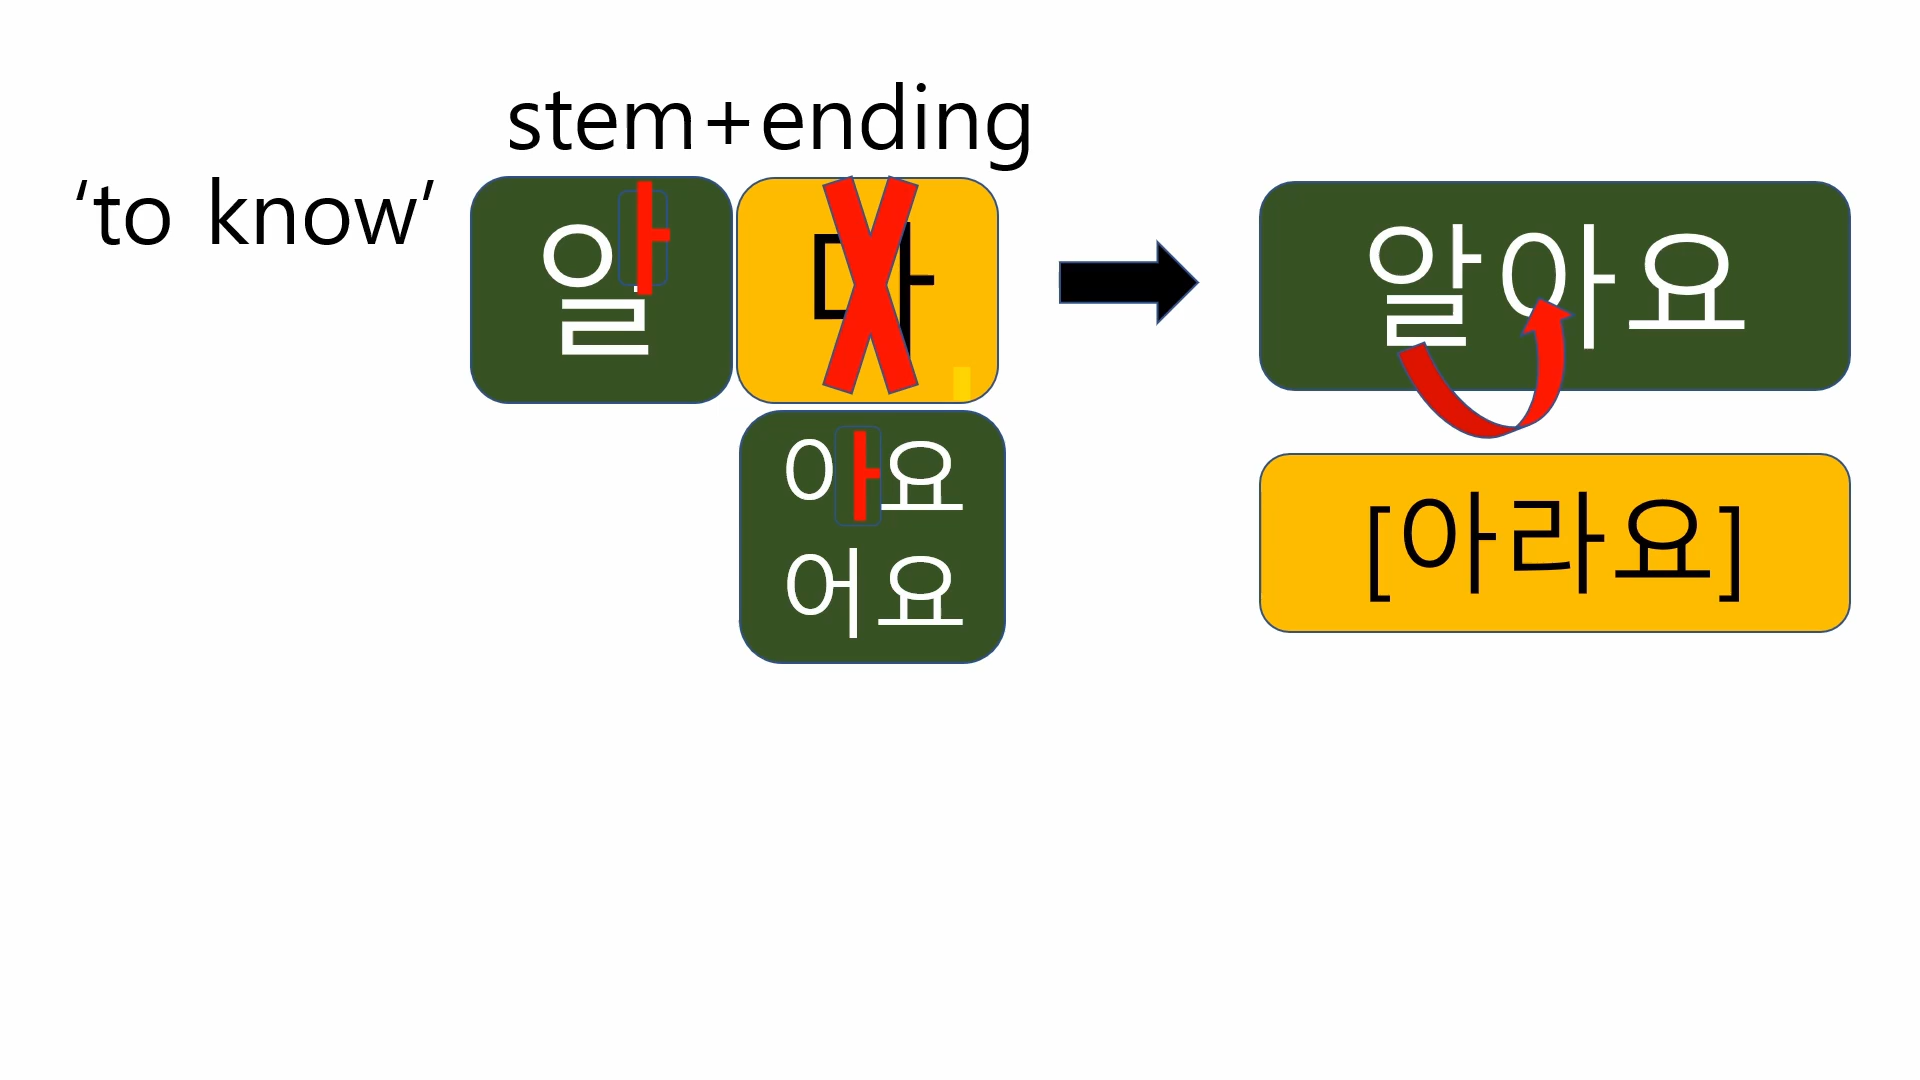 stem+ending
‘to know’
알다
아요
어요
알아요
[아라요]